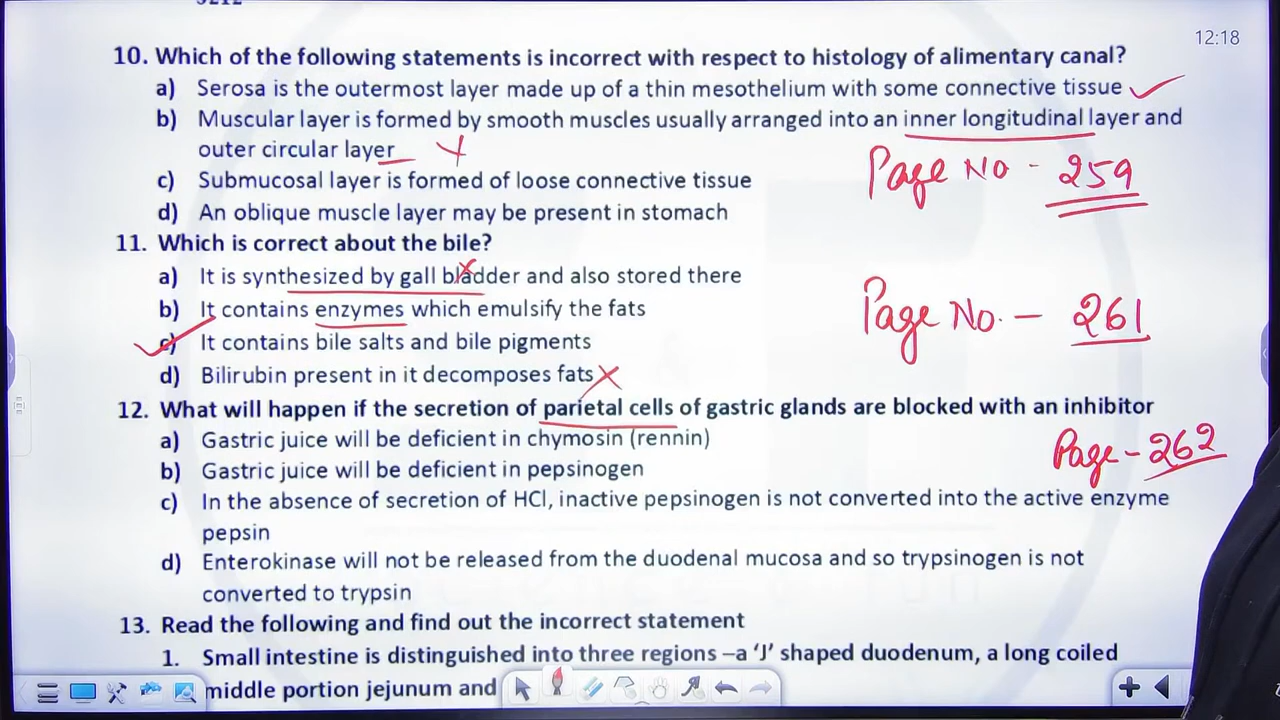 12:18
10. Which of the following statements is incorrect with respect to histology of alimentary canal?
a) Serosa is the outermost layer made up of a thin mesothelium with some connective tissue
b) Muscular layer is formed by smooth muscles usually arranged into an inner longitudinal layer and
outer circular layer
Page No - 259
c) Submucosal layer is formed of loose connective tissue
d) An oblique muscle layer may be present in stomach
11. Which is correct about the bile?
a) It is synthesized by gall bladder and also stored there
b) It contains enzymes which emulsify the fats
Page No. - 261
c) It contains bile salts and bile pigments
d) Bilirubin present in it decomposes fats
12. What will happen if the secretion of parietal cells of gastric glands are blocked with an inhibitor
a) Gastric juice will be deficient in chymosin (rennin)
Page - 262
b) Gastric juice will be deficient in pepsinogen
c) In the absence of secretion of HCl, inactive pepsinogen is not converted into the active enzyme
pepsin
d) Enterokinase will not be released from the duodenal mucosa and so trypsinogen is not
converted to trypsin
13. Read the following and find out the incorrect statement
1. Small intestine is distinguished into three regions –a 'J' shaped duodenum, a long coiled
middle portion jejunum and